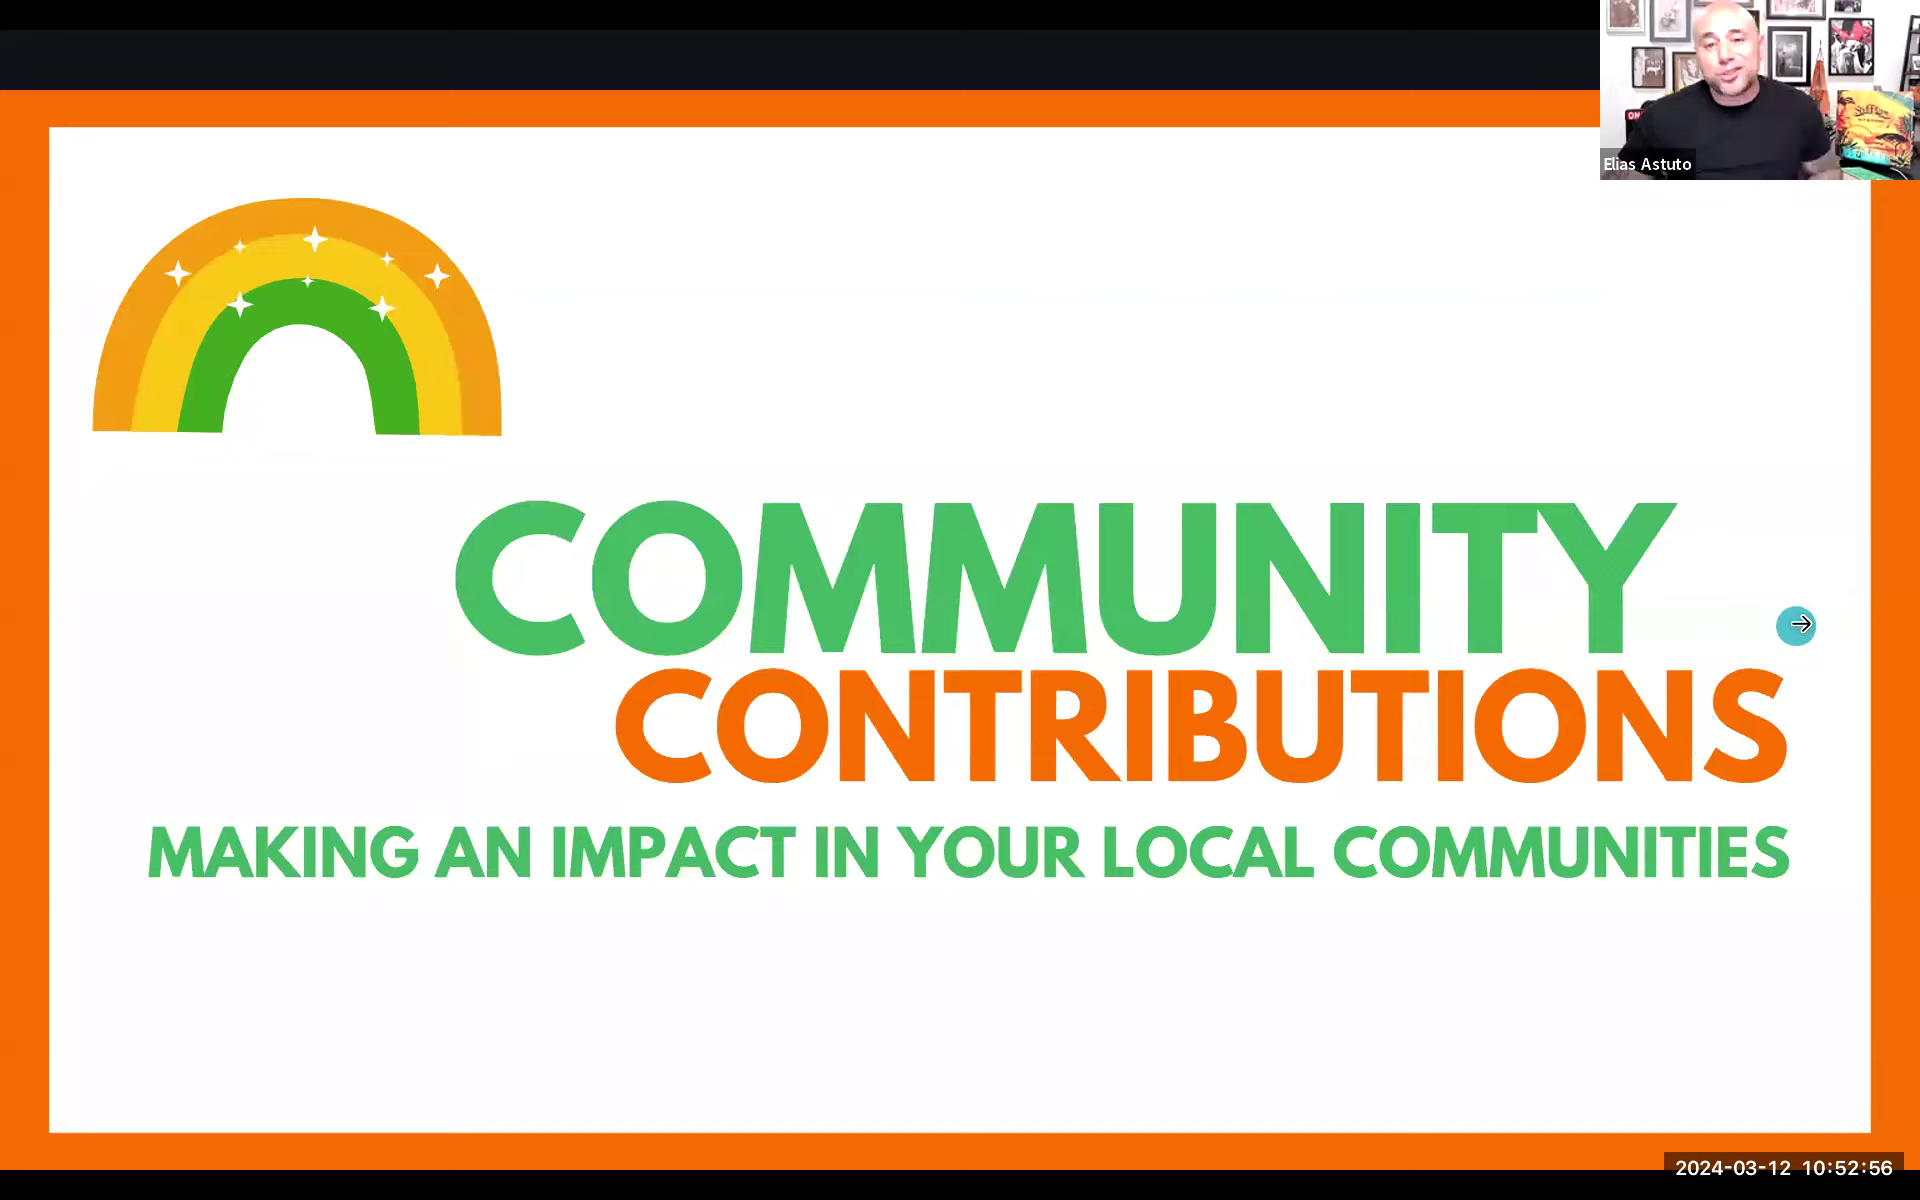 Elias Astuto
COMMUNITY
CONTRIBUTIONS
MAKING AN IMPACT IN YOUR LOCAL COMMUNITIES
2024-03-12 10:52:56